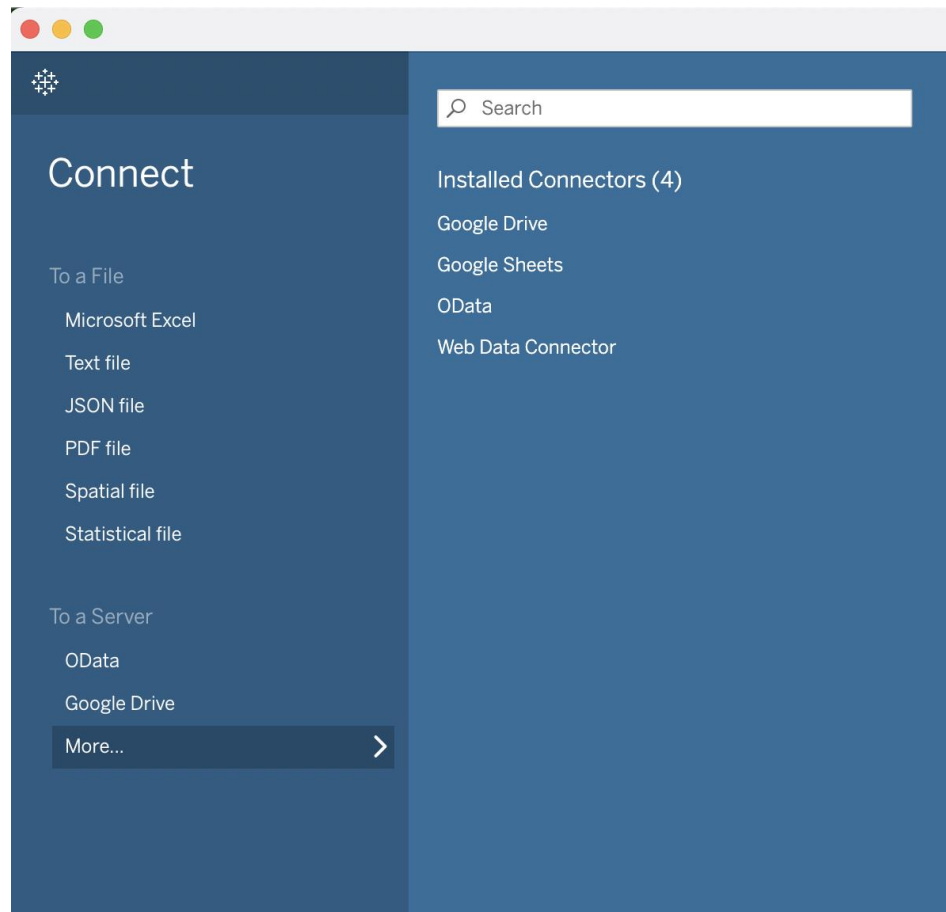 Connect
To a File
Microsoft Excel
Text file
JSON file
PDF file
Spatial file
Statistical file
To a Server
OData
Google Drive
More...
Search
Installed Connectors (4)
Google Drive
Google Sheets
OData
Web Data Connector